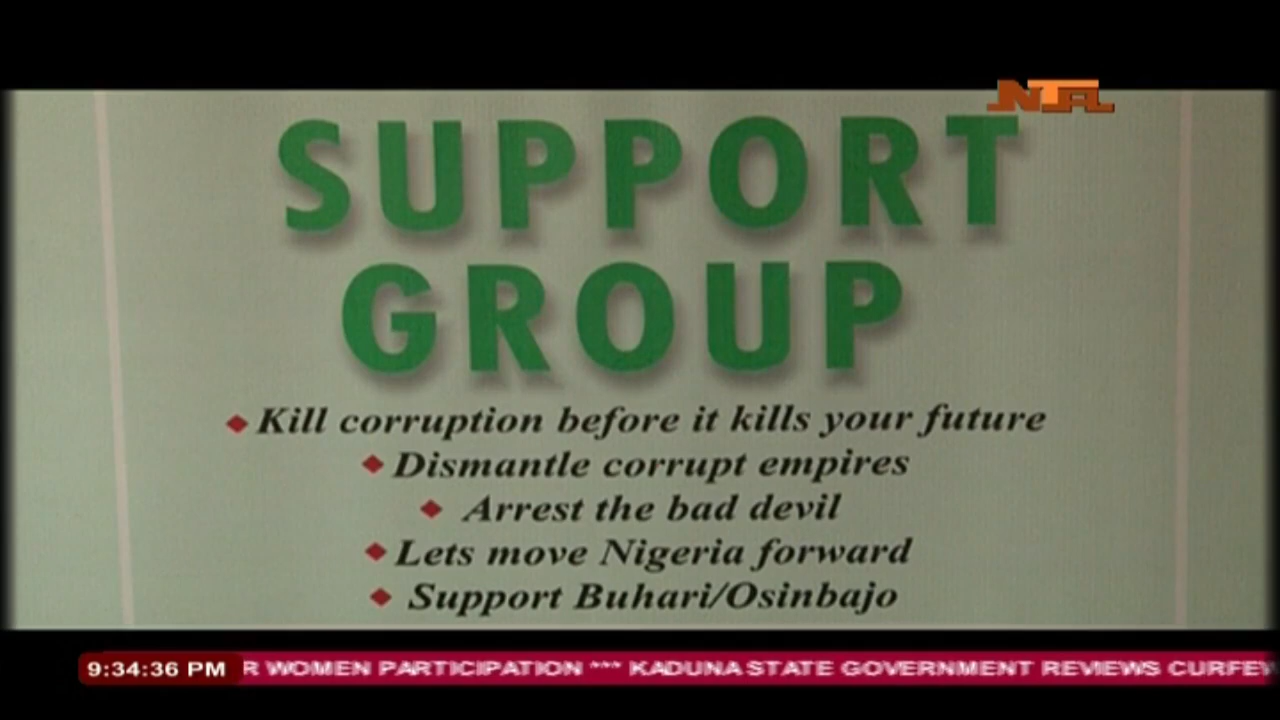 NTA
SUPPORT
GROUP
Kill corruption before it kills your future
Dismantle corrupt empires
Arrest the bad devil
Lets move Nigeria forward
Support Buhari/Osinbajo
9:34:36 PM R WOMEN PARTICIPATION *** KADUNA STATE GOVERNMENT REVIEWS CURFEW